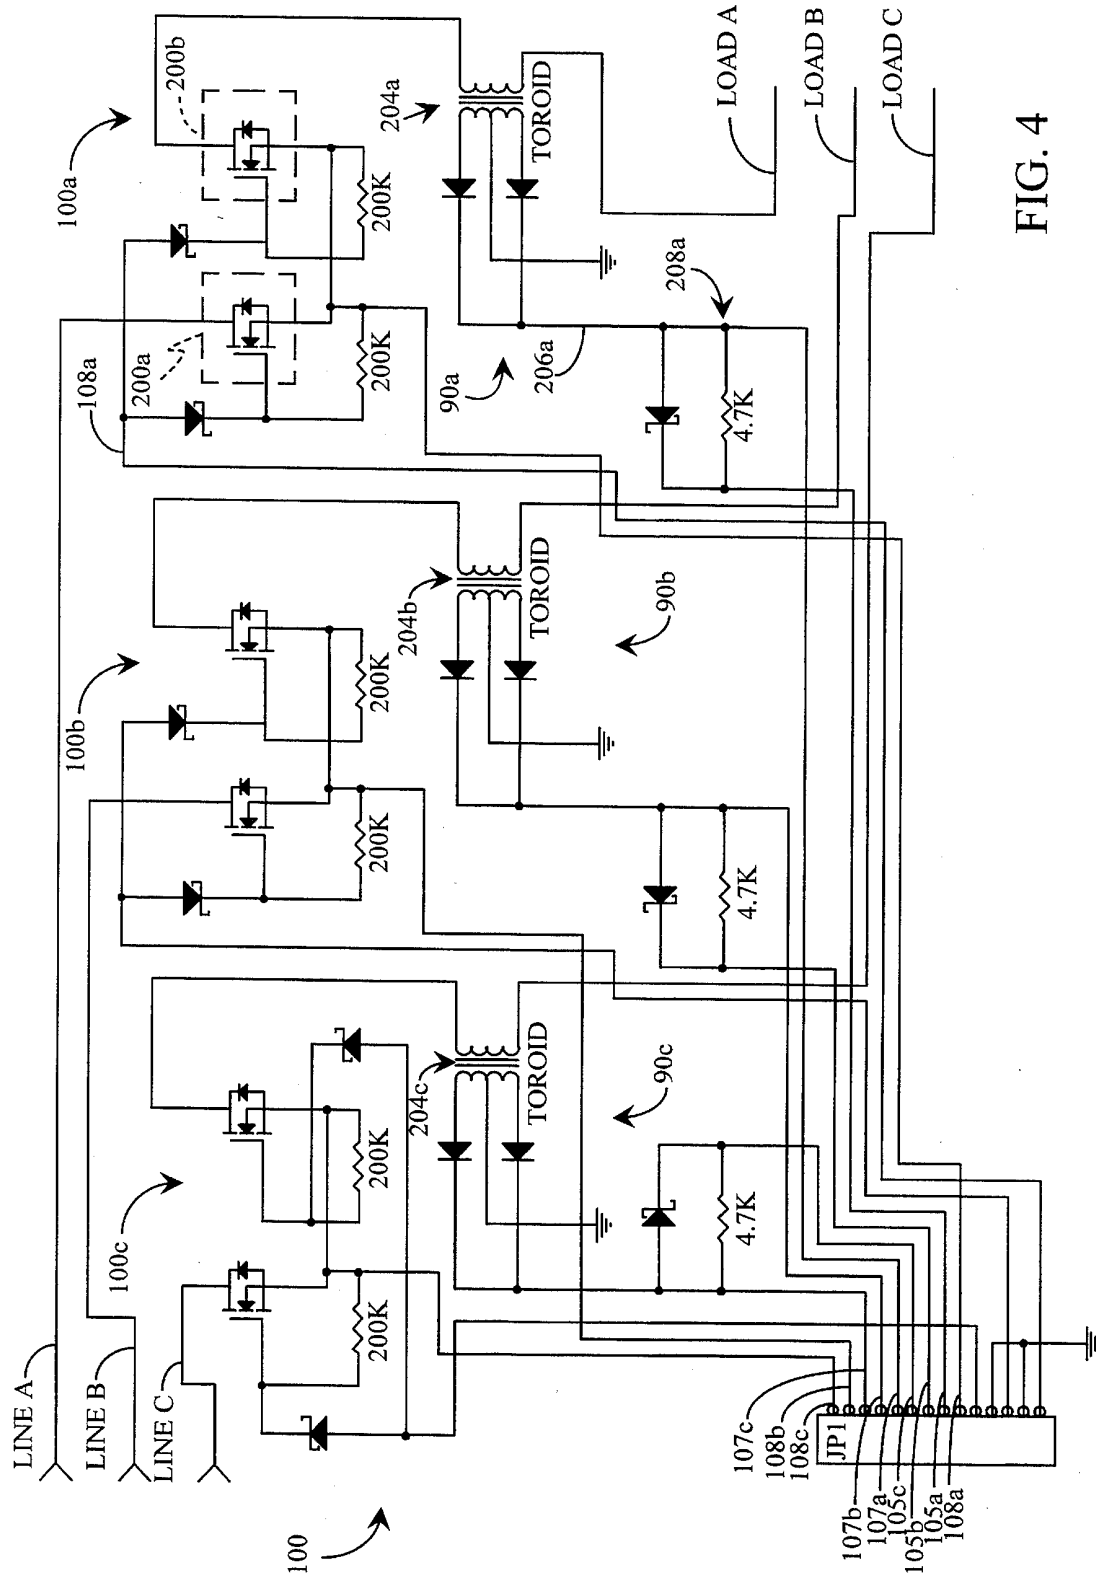 LINE A
LINE B
LINE C
100
100c
100b
100a
108a
200a
200b
200K
200K
200K
200K
200K
200K
204c
204b
204a
TOROID
TOROID
TOROID
90c
90b
90a
206a
208a
4.7K
4.7K
4.7K
LOAD A
LOAD B
LOAD C
107c
108b
108c
JP1
107b
107a
105c
105b
105a
108a
FIG. 4